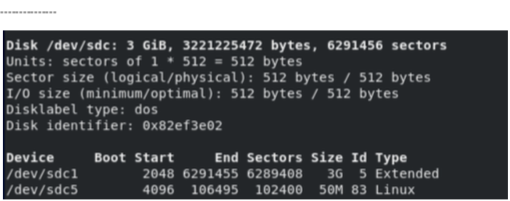 --------------
Disk /dev/sdc: 3 GiB, 3221225472 bytes, 6291456 sectors
Units: sectors of 1 * 512 = 512 bytes
Sector size (logical/physical): 512 bytes / 512 bytes
I/O size (minimum/optimal): 512 bytes / 512 bytes
Disklabel type: dos
Disk identifier: 0x82ef3e02
Device     Boot Start     End Sectors Size Id Type
/dev/sdc1        2048 6291455 6289408   3G  5 Extended
/dev/sdc5        4096  106495  102400  50M 83 Linux